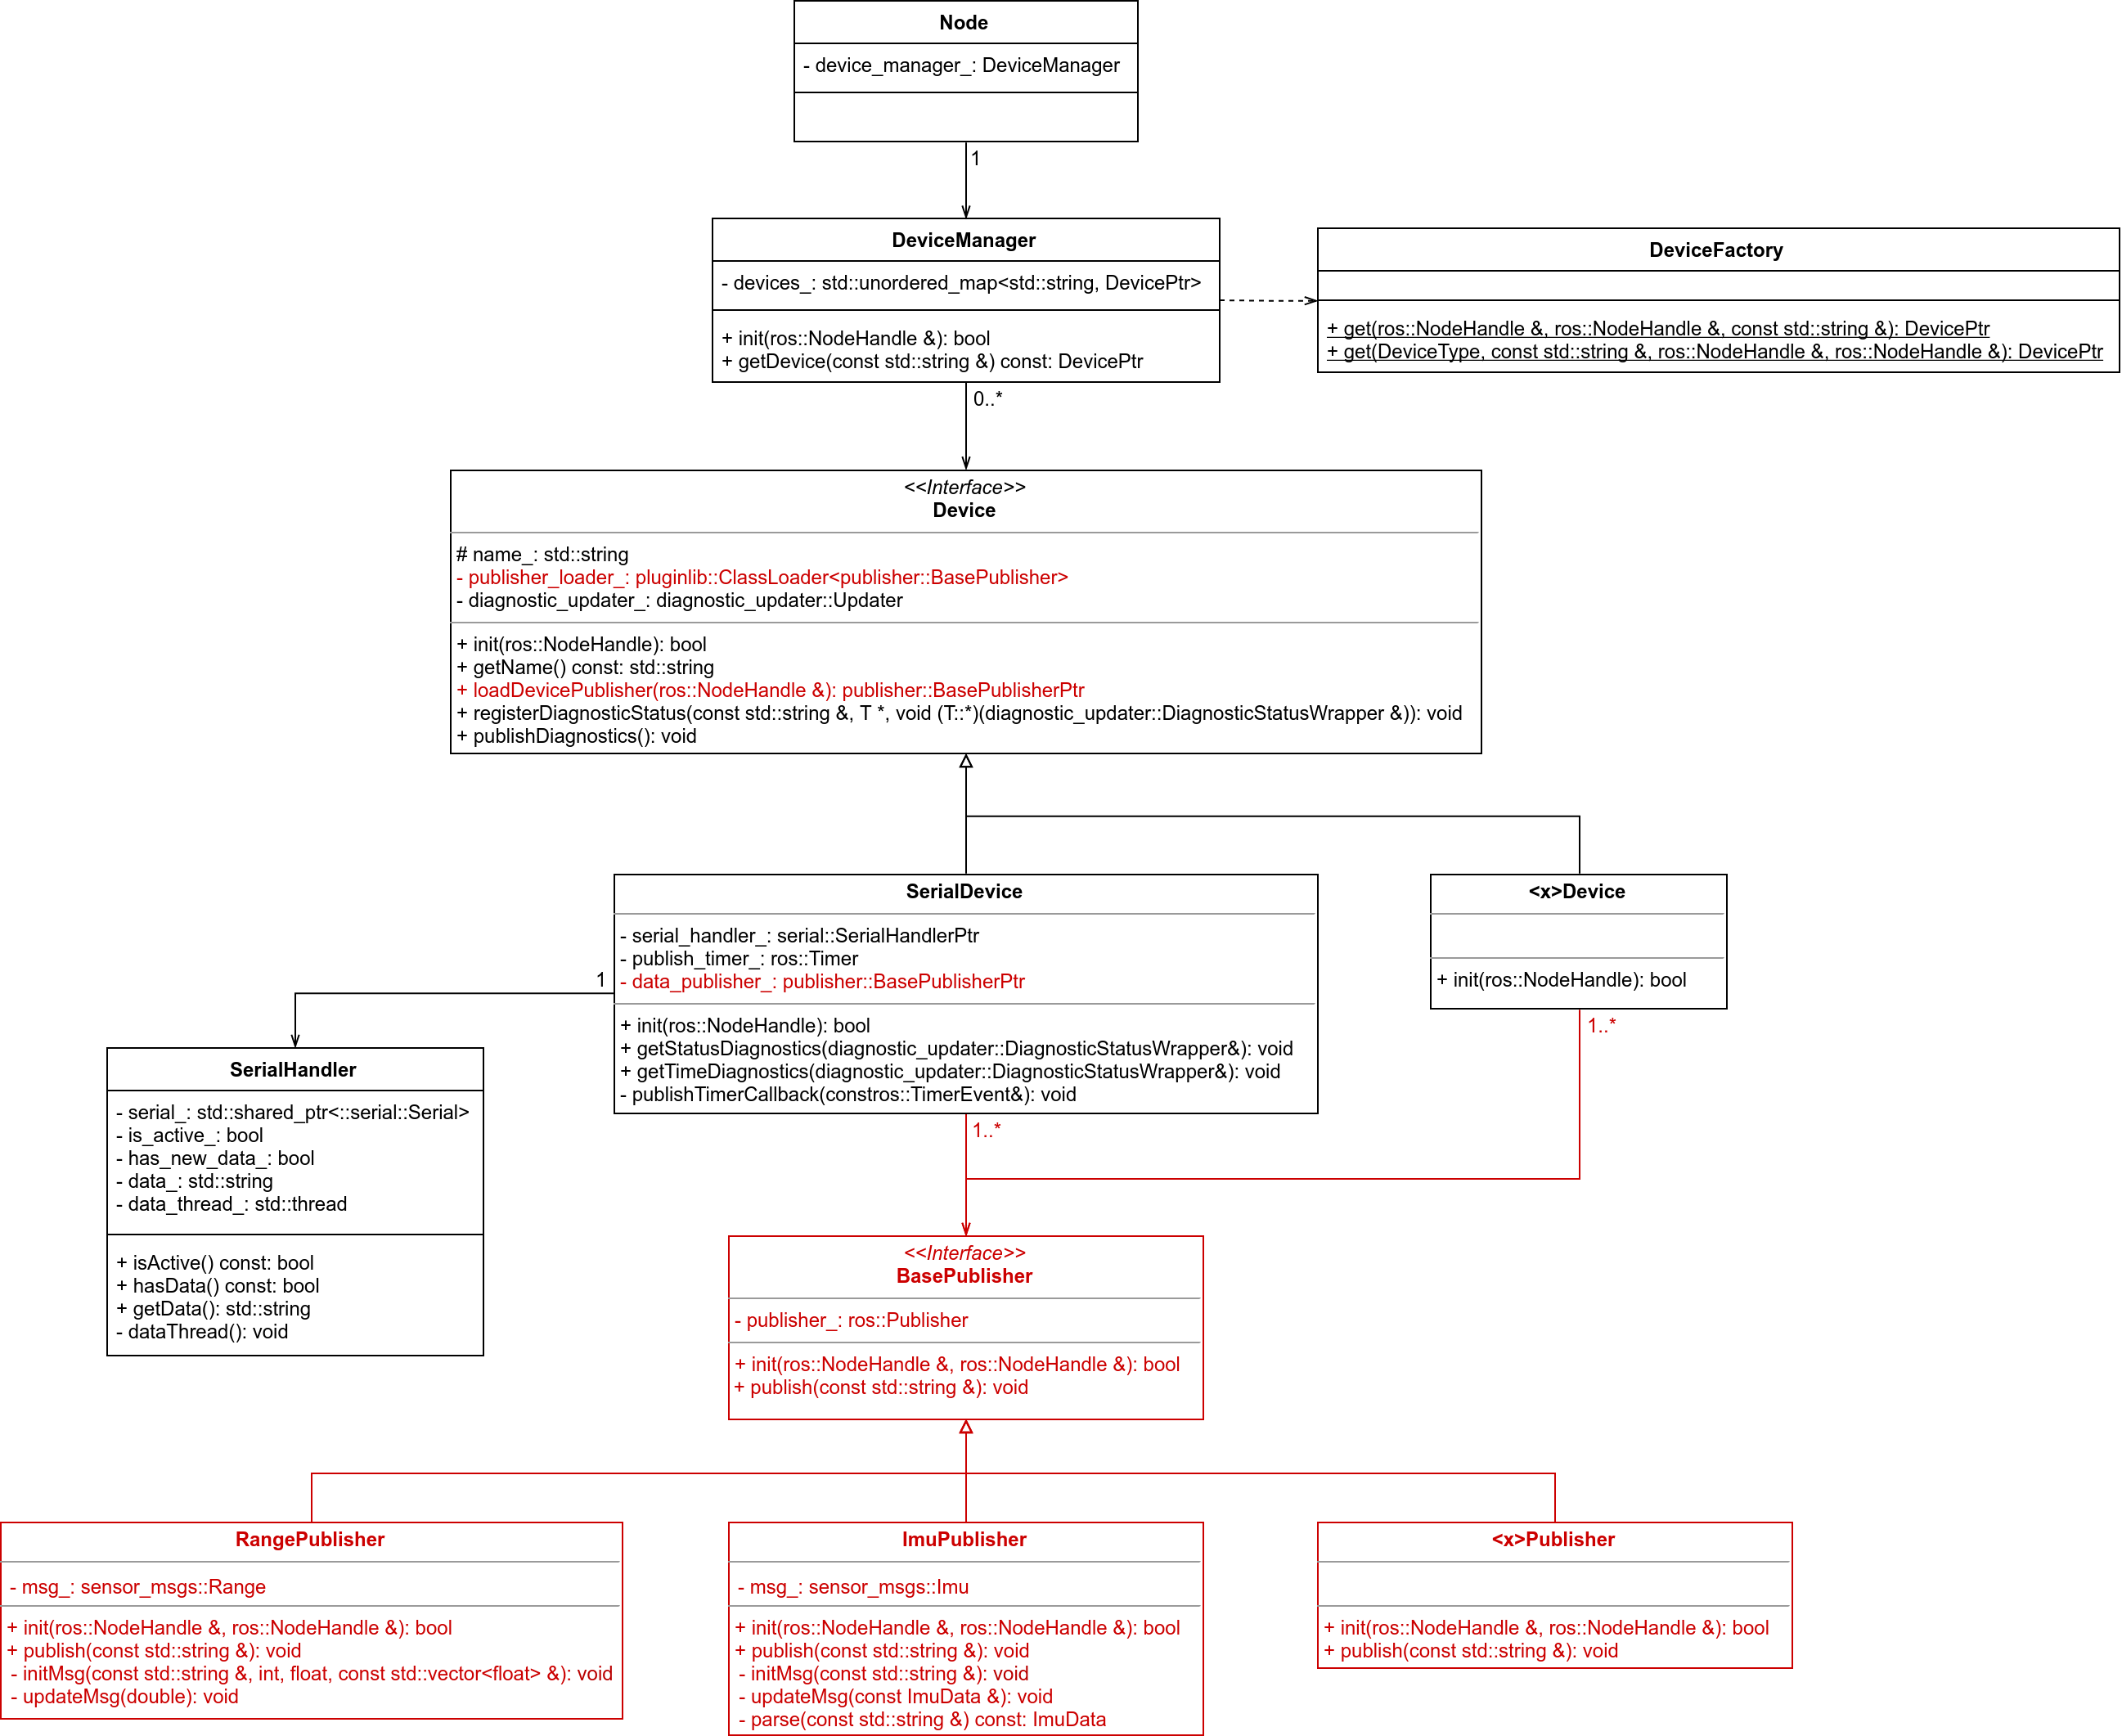 Node
- device_manager_: DeviceManager
1
DeviceManager
- devices_: std::unordered_map<std::string, DevicePtr>
+ init(ros::NodeHandle &): bool
+ getDevice(const std::string &) const: DevicePtr
DeviceFactory
+ get(ros::NodeHandle &, ros::NodeHandle &, const std::string &): DevicePtr
+ get(DeviceType, const std::string &, ros::NodeHandle &, ros::NodeHandle &): DevicePtr
0..*
<<Interface>>
Device
# name_: std::string
- publisher_loader_: pluginlib::ClassLoader<publisher::BasePublisher>
- diagnostic_updater_: diagnostic_updater::Updater
+ init(ros::NodeHandle): bool
+ getName() const: std::string
+ loadDevicePublisher(ros::NodeHandle &): publisher::BasePublisherPtr
+ registerDiagnosticStatus(const std::string &, T *, void (T::*)(diagnostic_updater::DiagnosticStatusWrapper &)): void
+ publishDiagnostics(): void
SerialDevice
- serial_handler_: serial::SerialHandlerPtr
- publish_timer_: ros::Timer
- data_publisher_: publisher::BasePublisherPtr
+ init(ros::NodeHandle): bool
+ getStatusDiagnostics(diagnostic_updater::DiagnosticStatusWrapper&): void
+ getTimeDiagnostics(diagnostic_updater::DiagnosticStatusWrapper&): void
- publishTimerCallback(constros::TimerEvent&): void
<x>Device
+ init(ros::NodeHandle): bool
1
1..*
1..*
SerialHandler
- serial_: std::shared_ptr<::serial::Serial>
- is_active_: bool
- has_new_data_: bool
- data_: std::string
- data_thread_: std::thread
+ isActive() const: bool
+ hasData() const: bool
+ getData(): std::string
- dataThread(): void
<<Interface>>
BasePublisher
- publisher_: ros::Publisher
+ init(ros::NodeHandle &, ros::NodeHandle &): bool
+ publish(const std::string &): void
RangePublisher
- msg_: sensor_msgs::Range
+ init(ros::NodeHandle &, ros::NodeHandle &): bool
+ publish(const std::string &): void
- initMsg(const std::string &, int, float, const std::vector<float> &): void
- updateMsg(double): void
ImuPublisher
- msg_: sensor_msgs::Imu
+ init(ros::NodeHandle &, ros::NodeHandle &): bool
+ publish(const std::string &): void
- initMsg(const std::string &): void
- updateMsg(const ImuData &): void
- parse(const std::string &) const: ImuData
<x>Publisher
+ init(ros::NodeHandle &, ros::NodeHandle &): bool
+ publish(const std::string &): void